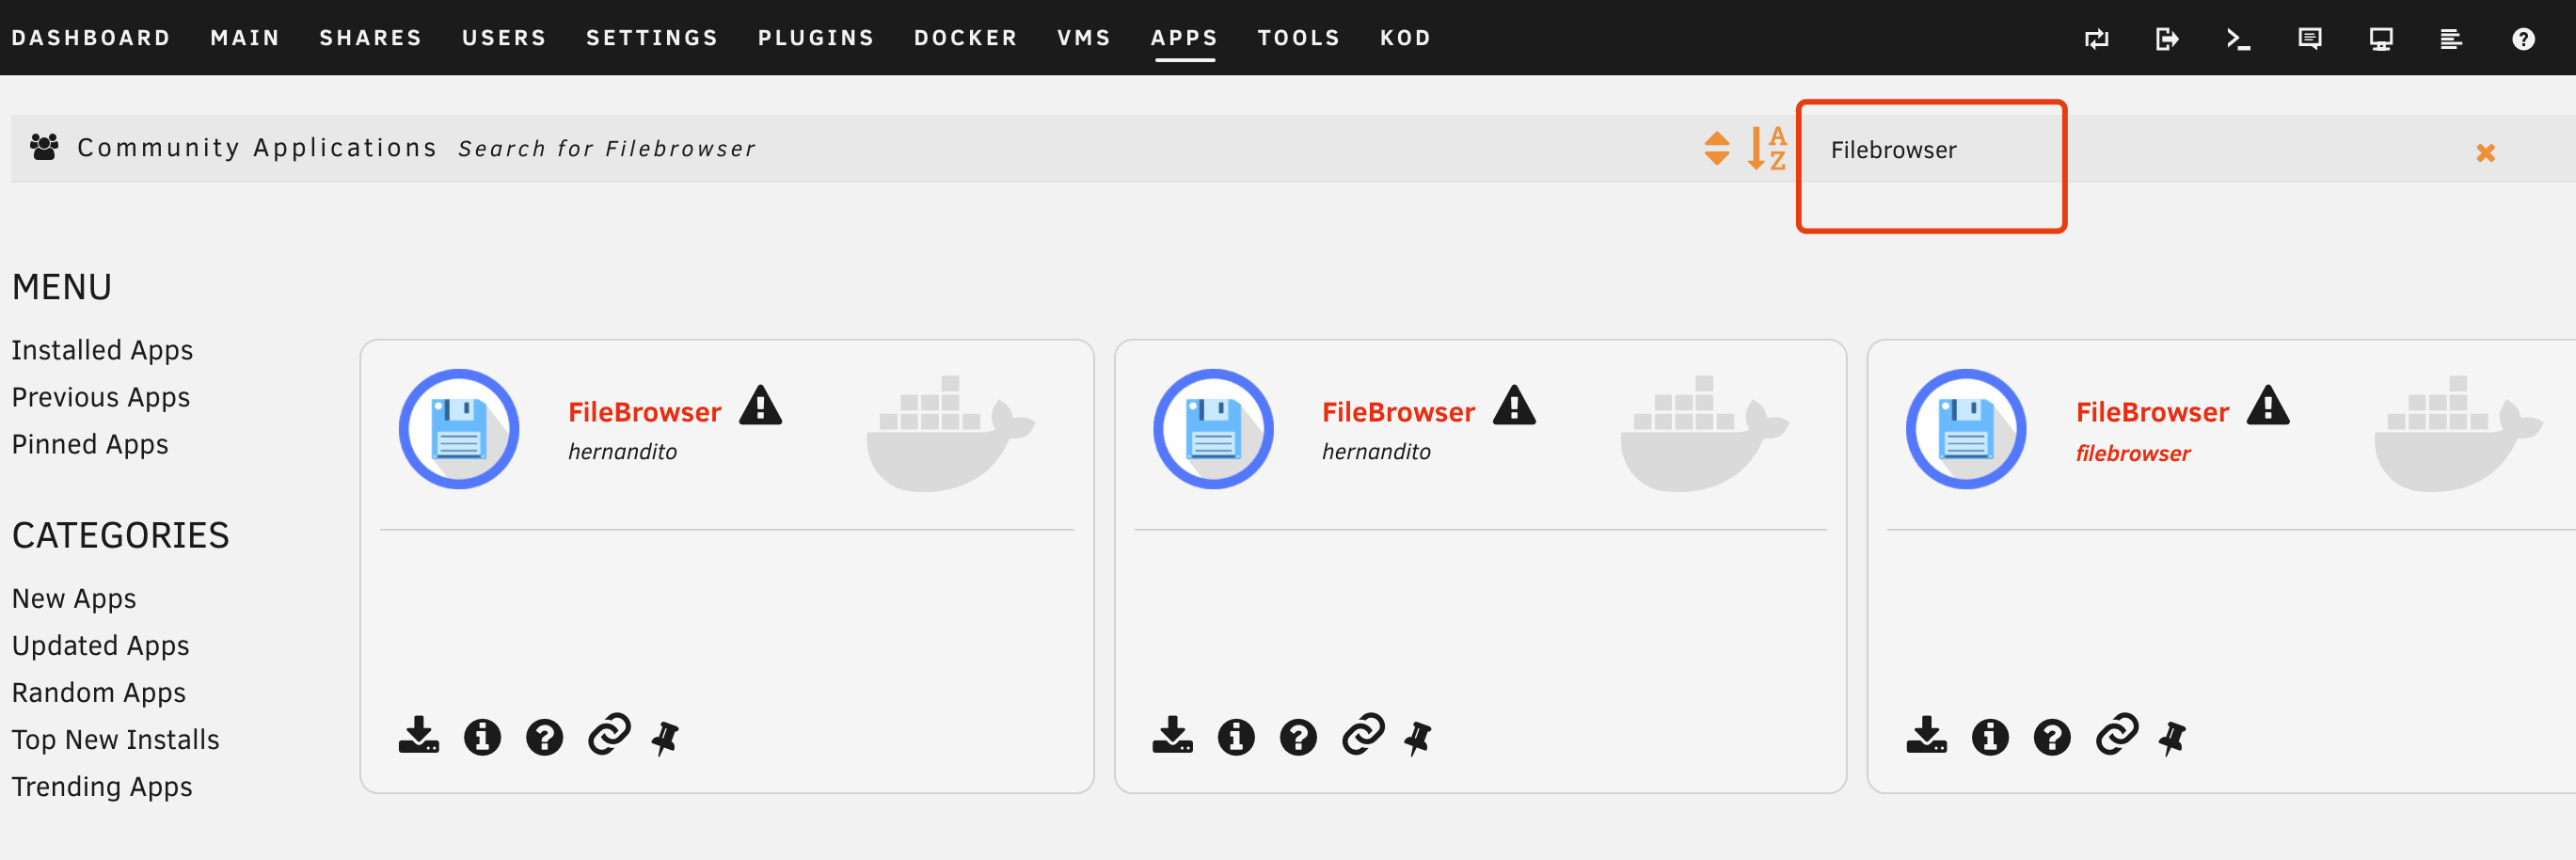 DASHBOARD MAIN SHARES USERS SETTINGS PLUGINS DOCKER VMS APPS TOOLS KOD
Community Applications Search for Filebrowser
Filebrowser
MENU
Installed Apps
Previous Apps
Pinned Apps
CATEGORIES
New Apps
Updated Apps
Random Apps
Top New Installs
Trending Apps
FileBrowser
hernandito
FileBrowser
hernandito
FileBrowser
filebrowser